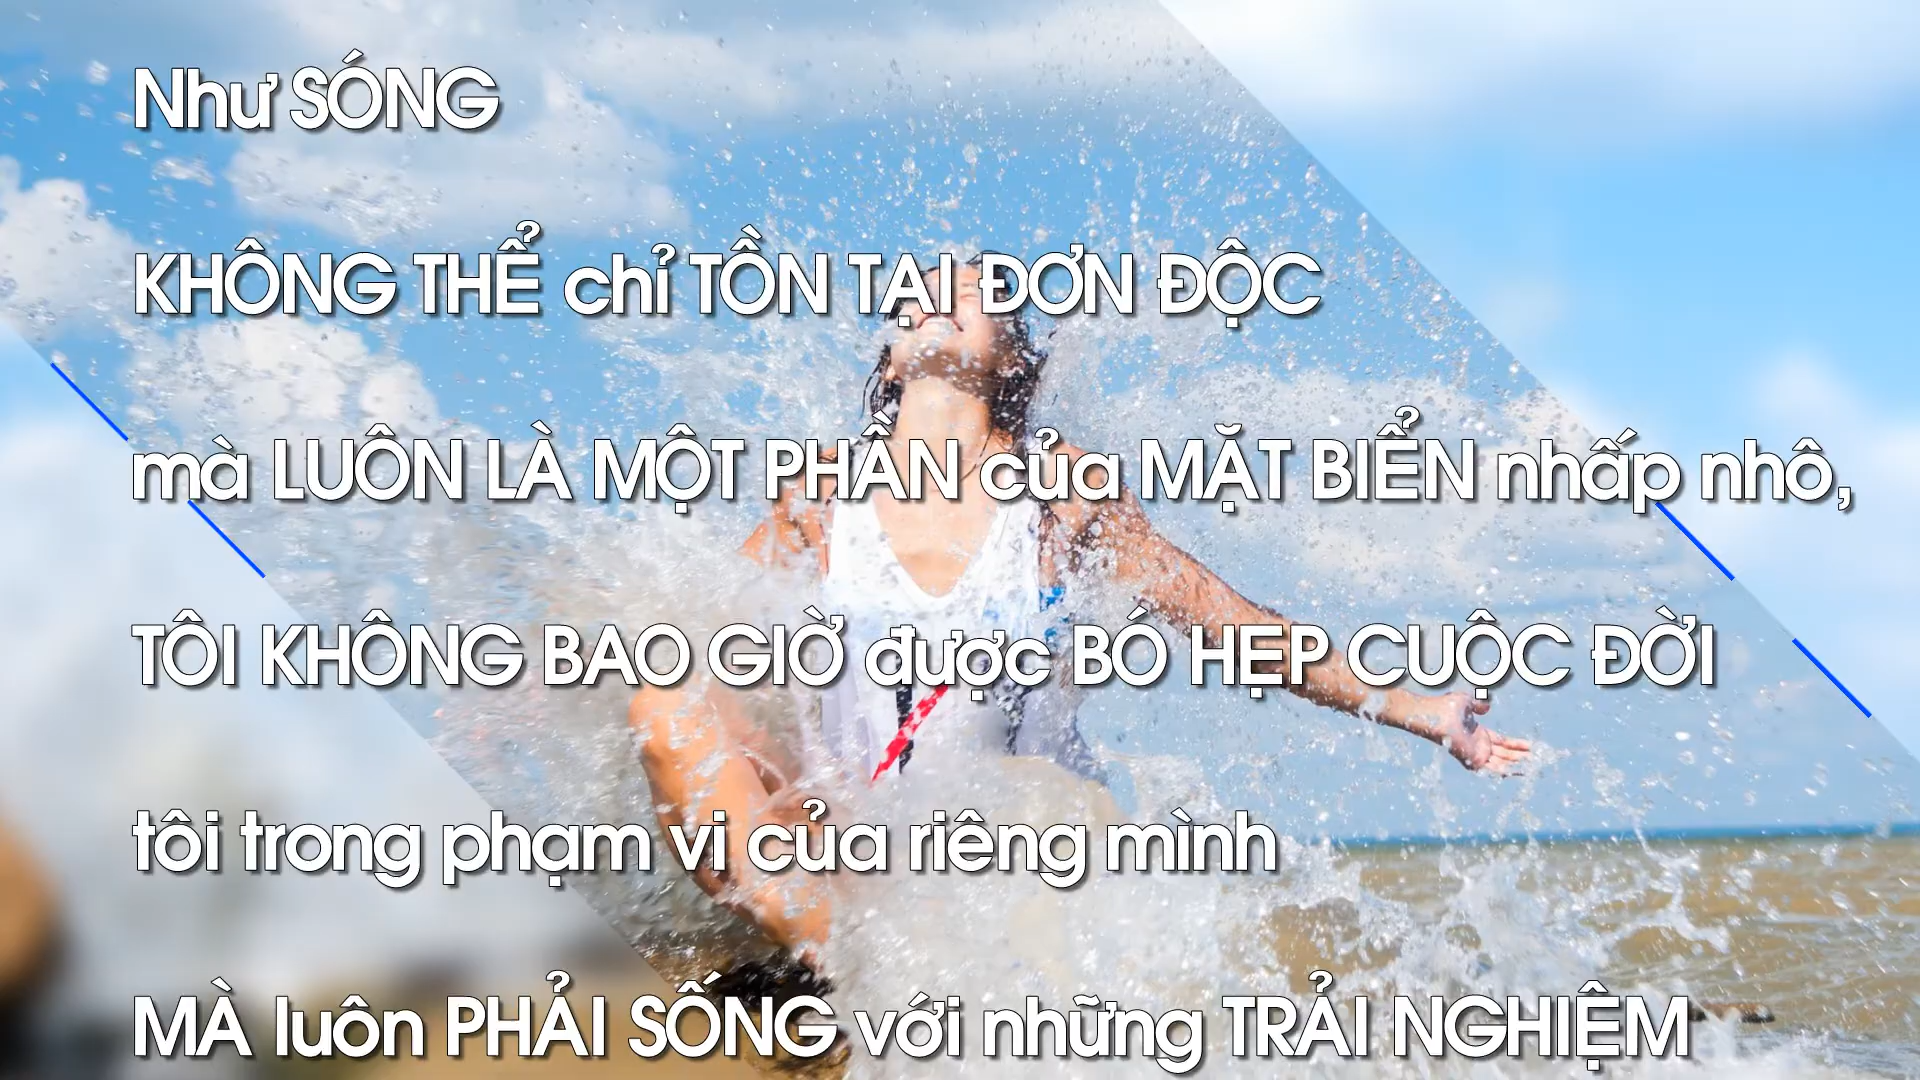 Như SÓNG
KHÔNG THỂ chỉ TỒN TẠI ĐƠN ĐỘC
mà LUÔN LÀ MỘT PHẦN của MẶT BIỂN nhấp nhô,
TÔI KHÔNG BAO GIỜ được BÓ HẸP CUỘC ĐỜI
tôi trong phạm vi của riêng mình
MÀ luôn PHẢI SỐNG với những TRẢI NGHIỆM